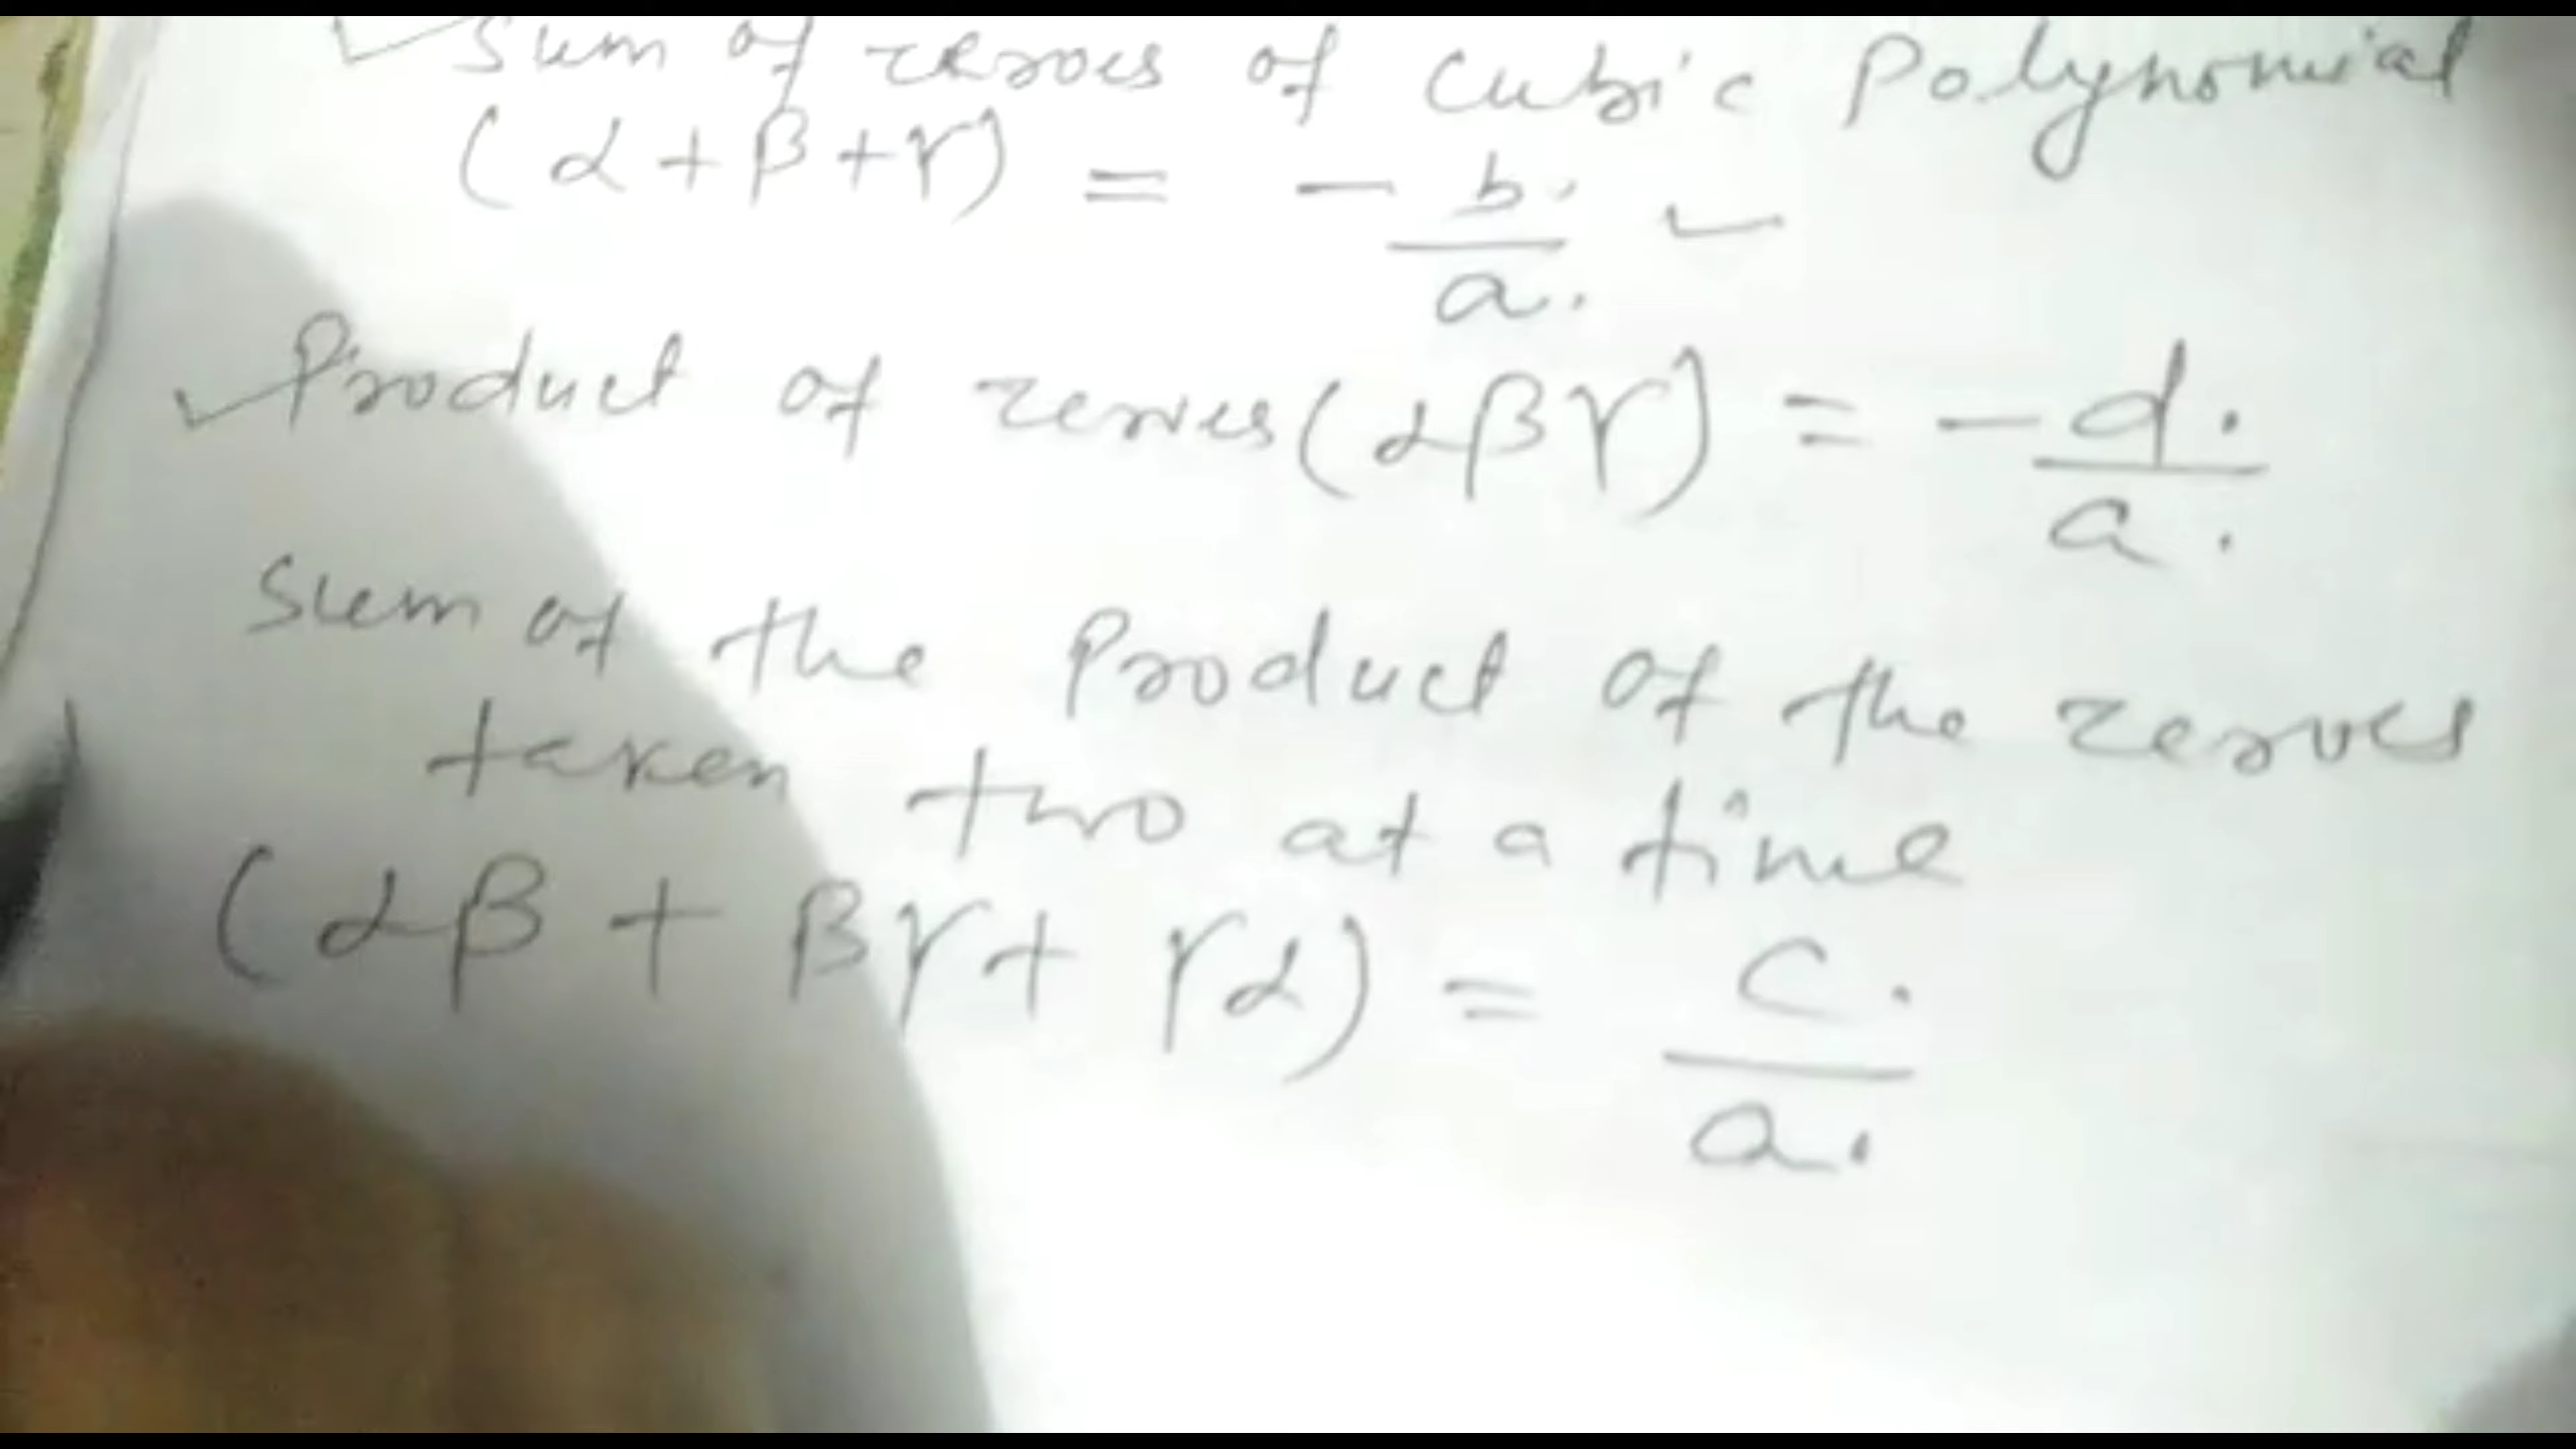 Sum of zeroes of cubic Polynomial
(α + β + γ) = - b/a.
Product of zeroes (αβγ) = - d/a.
Sum of the Product of the zeroes
taken two at a time
(αβ + βγ + γα) = c/a.